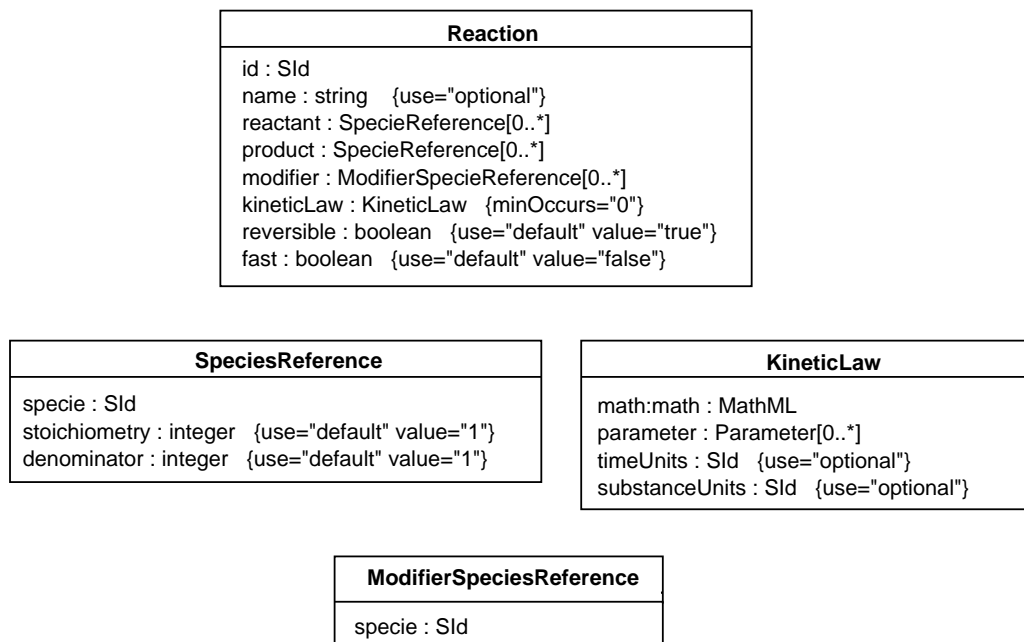 Reaction
id : SId
name : string {use="optional"}
reactant : SpecieReference[0..*]
product : SpecieReference[0..*]
modifier : ModifierSpecieReference[0..*]
kineticLaw : KineticLaw {minOccurs="0"}
reversible : boolean {use="default" value="true"}
fast : boolean {use="default" value="false"}
SpeciesReference
specie : SId
stoichiometry : integer {use="default" value="1"}
denominator : integer {use="default" value="1"}
KineticLaw
math:math : MathML
parameter : Parameter[0..*]
timeUnits : SId {use="optional"}
substanceUnits : SId {use="optional"}
ModifierSpeciesReference
specie : SId